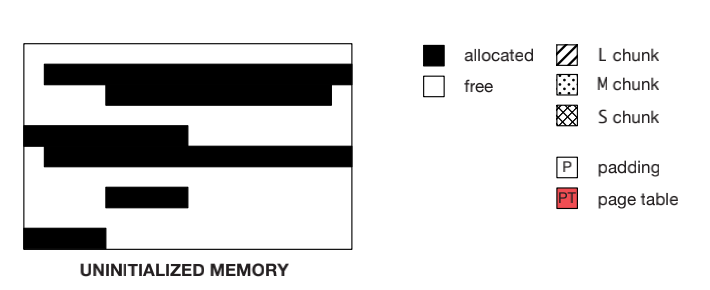 allocated
free
L chunk
M chunk
S chunk
P padding
PT page table
UNINITIALIZED MEMORY